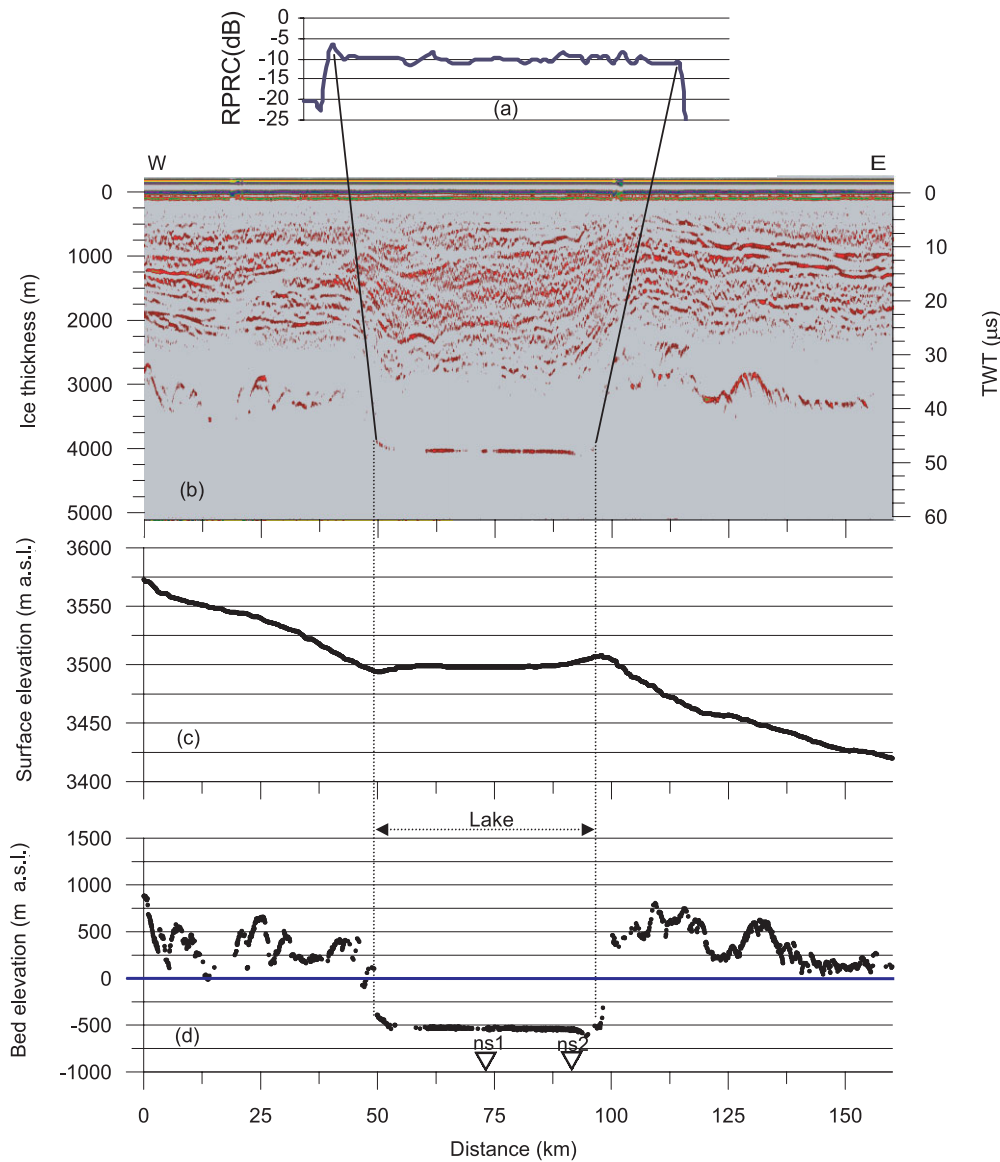 RPRC(dB)
0
-5
-10
-15
-20
-25
(a)
W
E
Ice thickness (m)
0
1000
2000
3000
4000
5000
(b)
TWT (μs)
0
10
20
30
40
50
60
Surface elevation (m a.s.l.)
3600
3550
3500
3450
3400
(c)
Lake
Bed elevation (m a.s.l.)
1500
1000
500
0
-500
-1000
(d)
ns1
ns2
0
25
50
75
100
125
150
Distance (km)